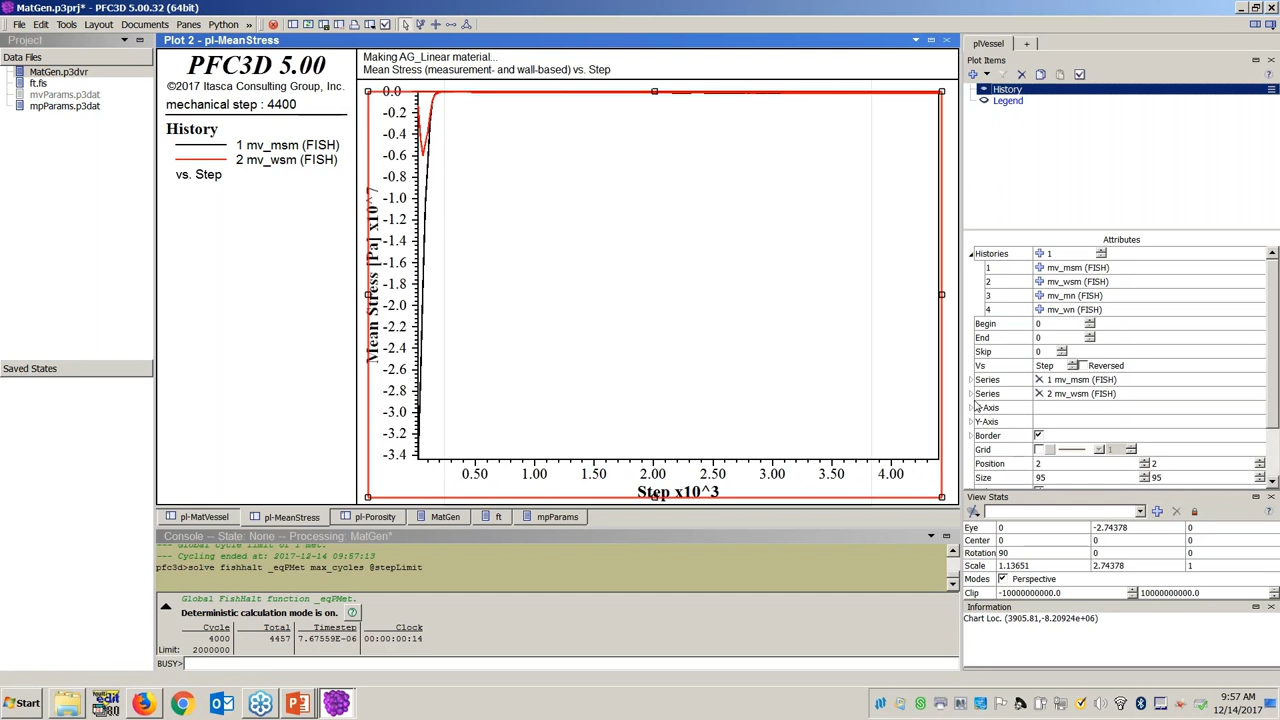 MatGen.p3prj* - PFC3D 5.00.32 (64bit)
File Edit Tools Layout Documents Panes Python »
Project
Data Files
MatGen.p3dvr
ft.fis
mvParams.p3dat
mpParams.p3dat
Saved States
Plot 2 - pl-MeanStress
PFC3D 5.00
©2017 Itasca Consulting Group, Inc.
mechanical step : 4400
History
1 mv_msm (FISH)
2 mv_wsm (FISH)
vs. Step
Making AG_Linear material...
Mean Stress (measurement- and wall-based) vs. Step
0.0
-0.2
-0.4
-0.6
-0.8
-1.0
-1.2
-1.4
-1.6
-1.8
-2.0
-2.2
-2.4
-2.6
-2.8
-3.0
-3.2
-3.4
Mean Stress [Pa] x10^7
0.50 1.00 1.50 2.00 2.50 3.00 3.50 4.00
Step x10^3
pl-MatVessel pl-MeanStress pl-Porosity MatGen ft mpParams
Console -- State: None -- Processing: MatGen*
--- Global cycle limit of 1 met.
--- Cycling ended at: 2017-12-14 09:57:13
pfc3d>solve fishhalt _eqPMet max_cycles @stepLimit
Global FishHalt function _eqPMet.
Deterministic calculation mode is on.
Cycle Total Timestep Clock
4000 4457 7.67559E-06 00:00:00:14
Limit: 2000000
BUSY>
plVessel +
Plot Items
History
Legend
Attributes
Histories 1
1 mv_msm (FISH)
2 mv_wsm (FISH)
3 mv_mn (FISH)
4 mv_wn (FISH)
Begin 0
End 0
Skip 0
Vs Step Reversed
Series 1 mv_msm (FISH)
Series 2 mv_wsm (FISH)
-Axis
Y-Axis
Border
Grid 1
Position 2 2
Size 95 95
View Stats
Eye 0 -2.74378 0
Center 0 0 0
Rotation 90 0 0
Scale 1.13651 2.74378 1
Modes Perspective
Clip -10000000000.0 10000000000.0
Information
Chart Loc. (3905.81,-8.20924e+06)
Start
9:57 AM
12/14/2017